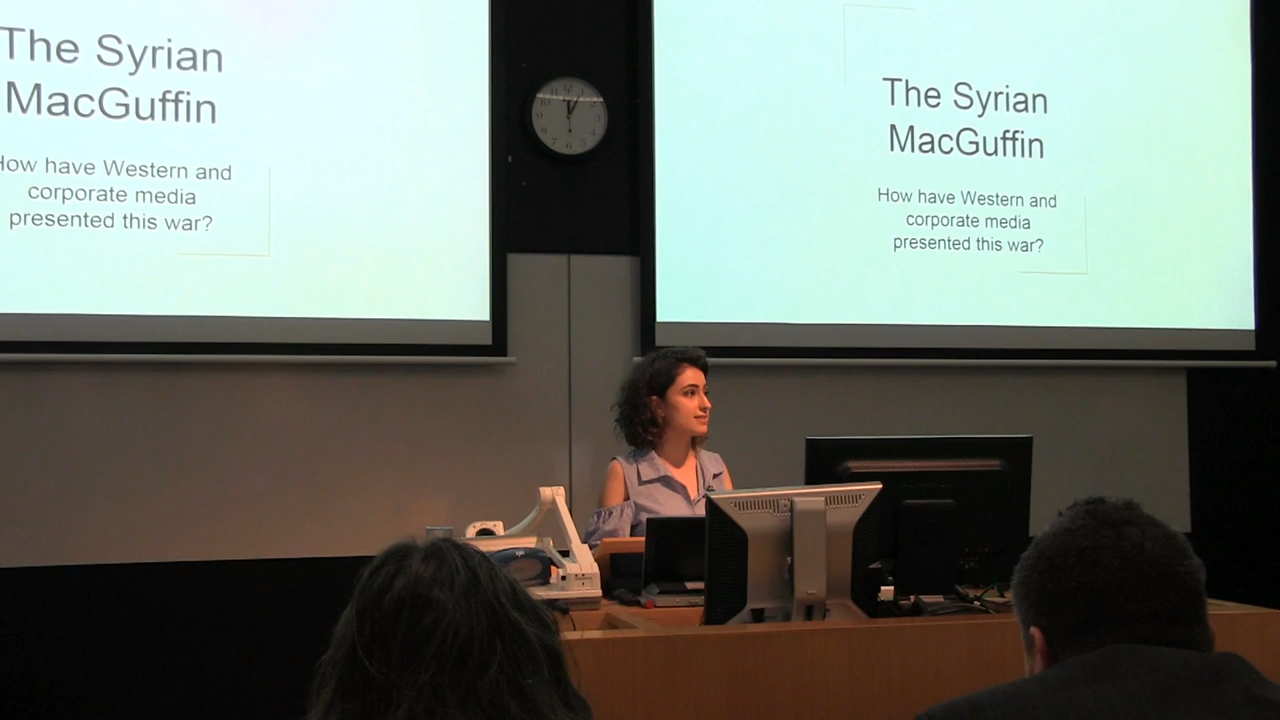 The Syrian
MacGuffin
How have Western and
corporate media
presented this war?
The Syrian
MacGuffin
How have Western and
corporate media
presented this war?